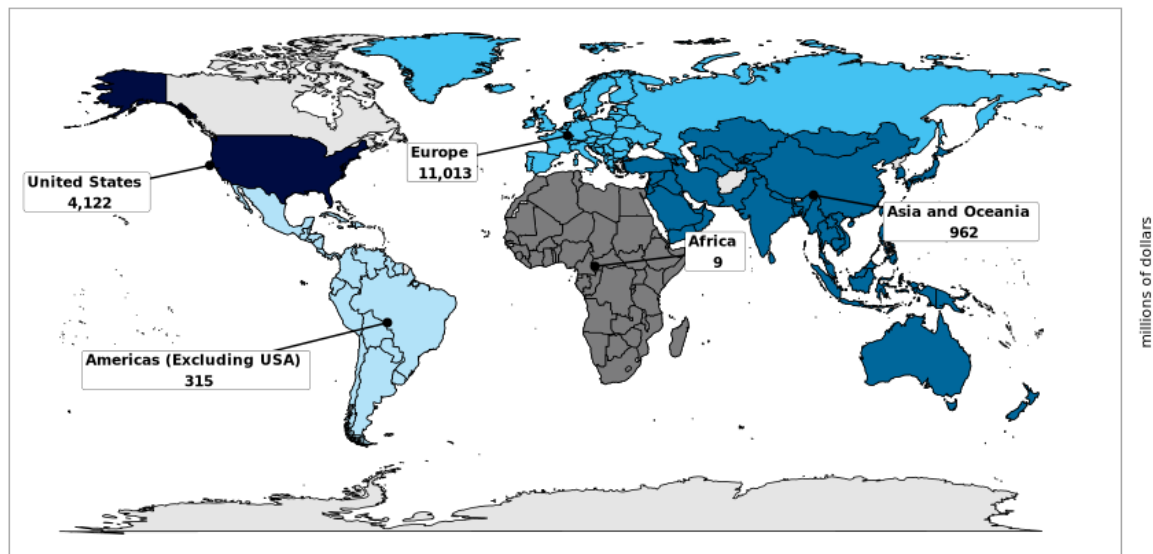 Europe
11,013
United States
4,122
Asia and Oceania
962
Africa
9
Americas (Excluding USA)
315
millions of dollars